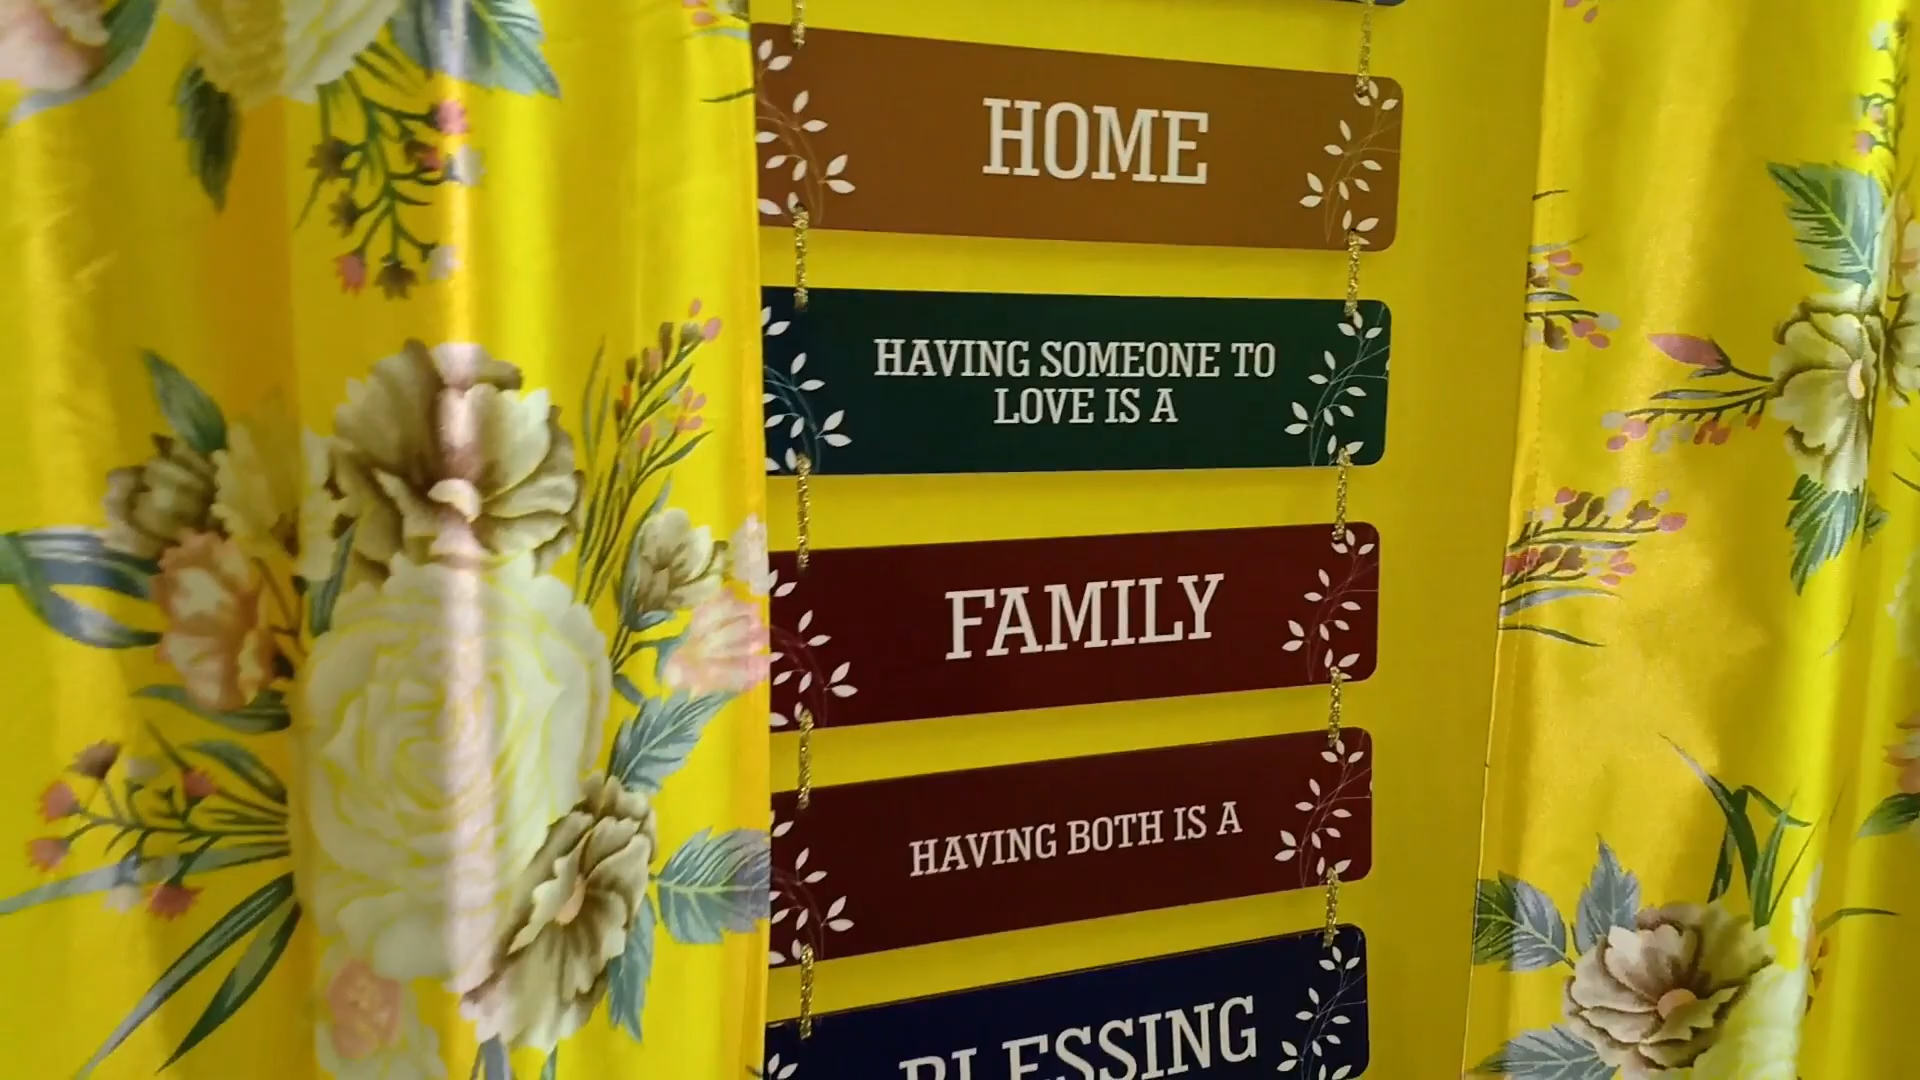 HOME
HAVING SOMEONE TO
LOVE IS A
FAMILY
HAVING BOTH IS A
BLESSING